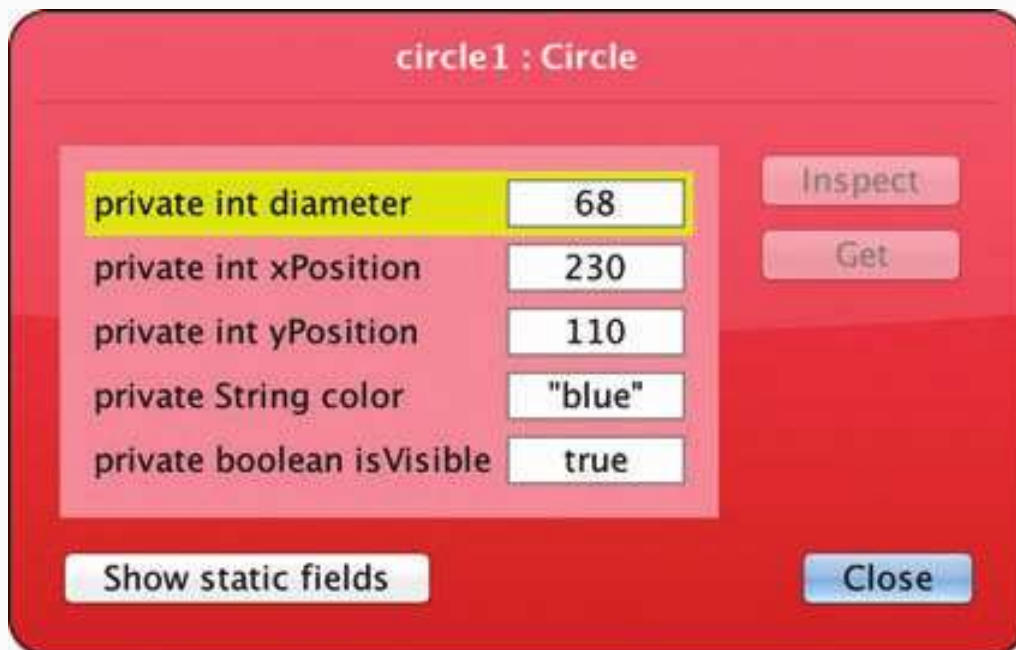 circle1 : Circle
private int diameter 68
private int xPosition 230
private int yPosition 110
private String color "blue"
private boolean isVisible true
Inspect
Get
Show static fields
Close